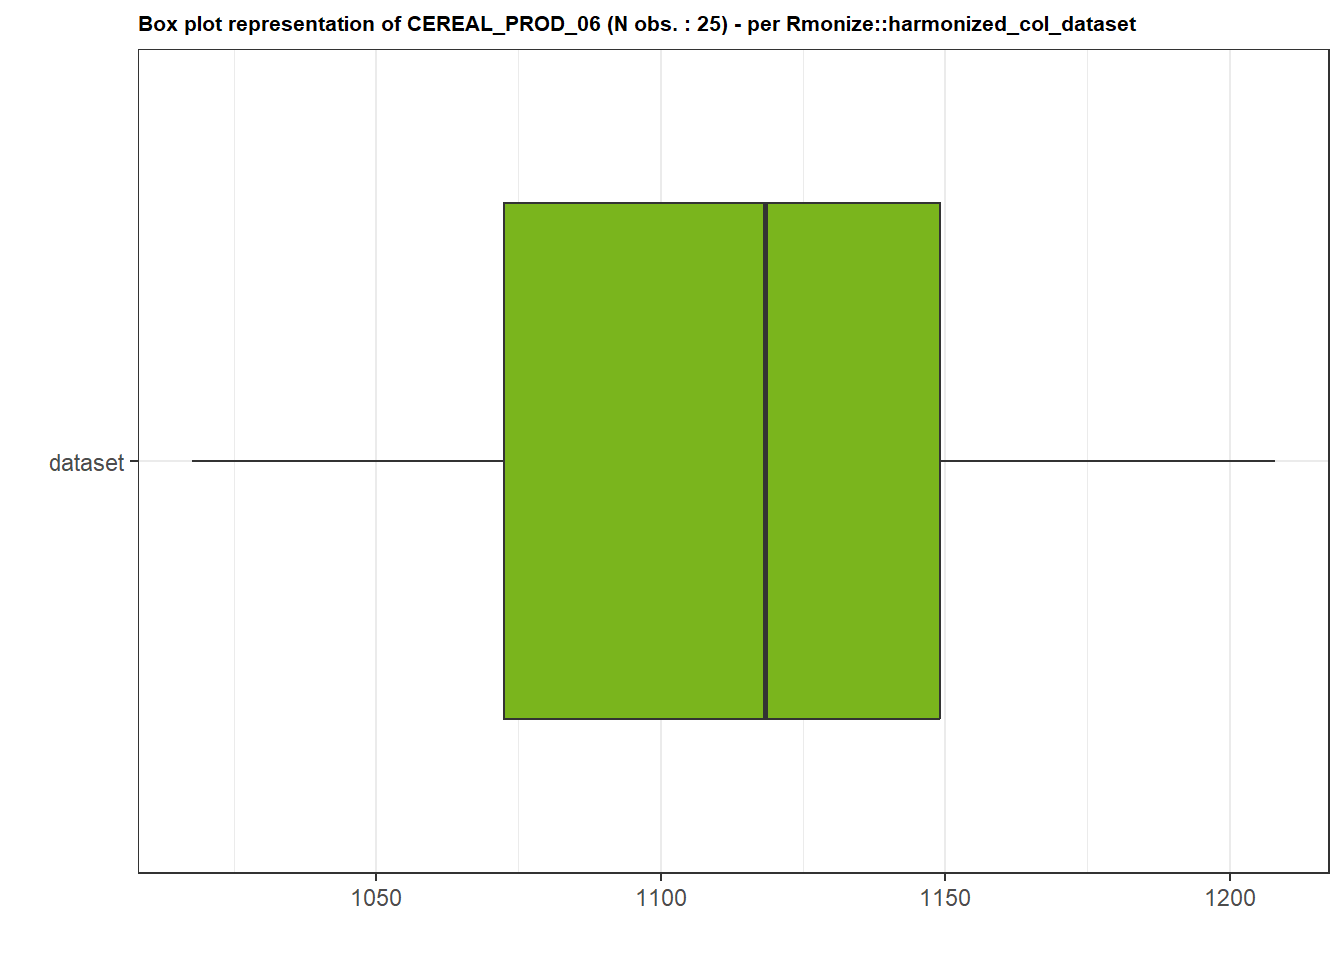 Box plot representation of CEREAL_PROD_06 (N obs. : 25) - per Rmonize::harmonized_col_dataset
dataset
1050 1100 1150 1200